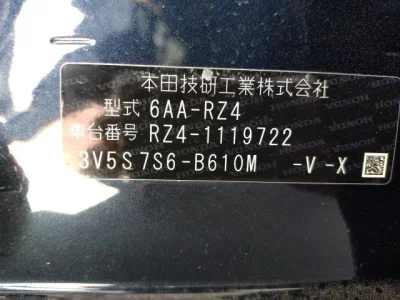 本田技研工業株式会社
型式 6AA-RZ4
車台番号 RZ4-1119722
3V5S7S6-B610M -V -X